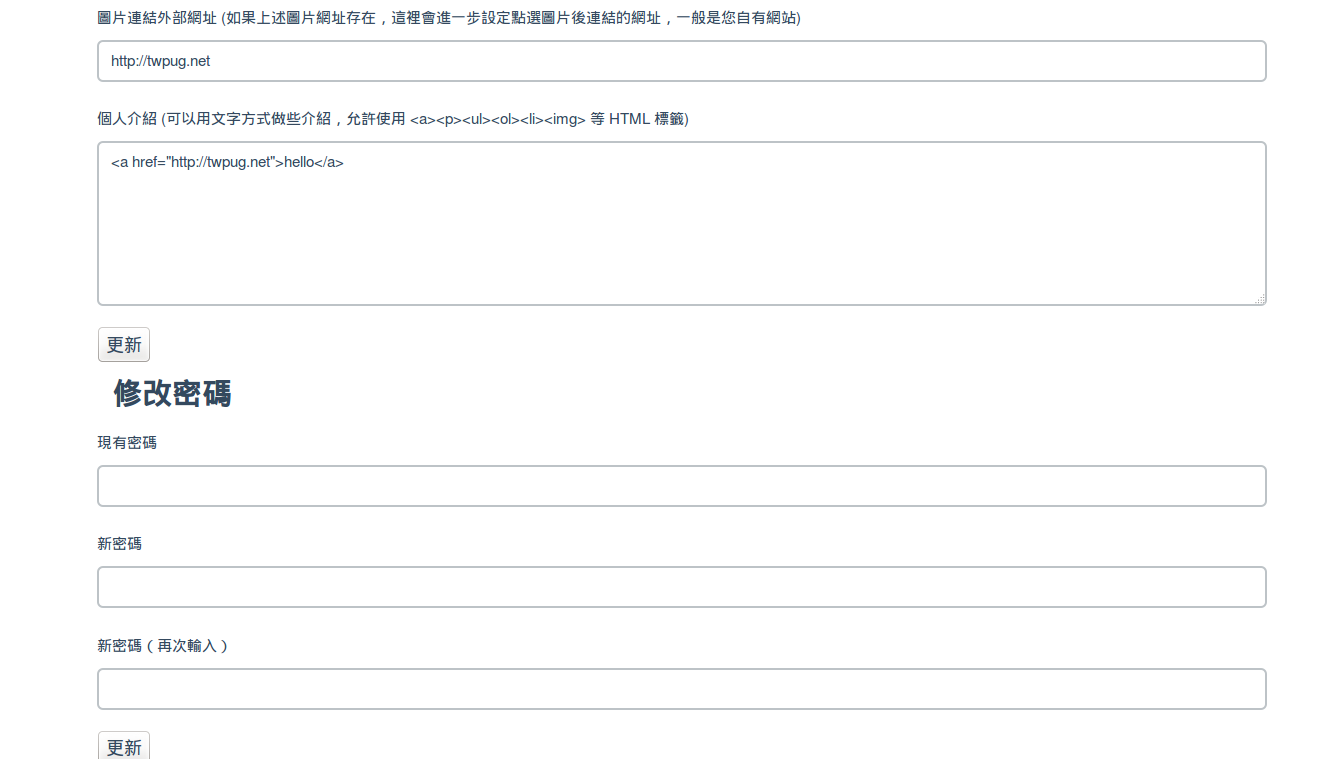 圖片連結外部網址 (如果上述圖片網址存在，這裡會進一步設定點選圖片後連結的網址，一般是您自有網站)
http://twpug.net
個人介紹 (可以用文字方式做些介紹，允許使用 <a><p><ul><ol><li><img> 等 HTML 標籤)
<a href="http://twpug.net">hello</a>
更新
修改密碼
現有密碼
新密碼
新密碼（再次輸入）
更新